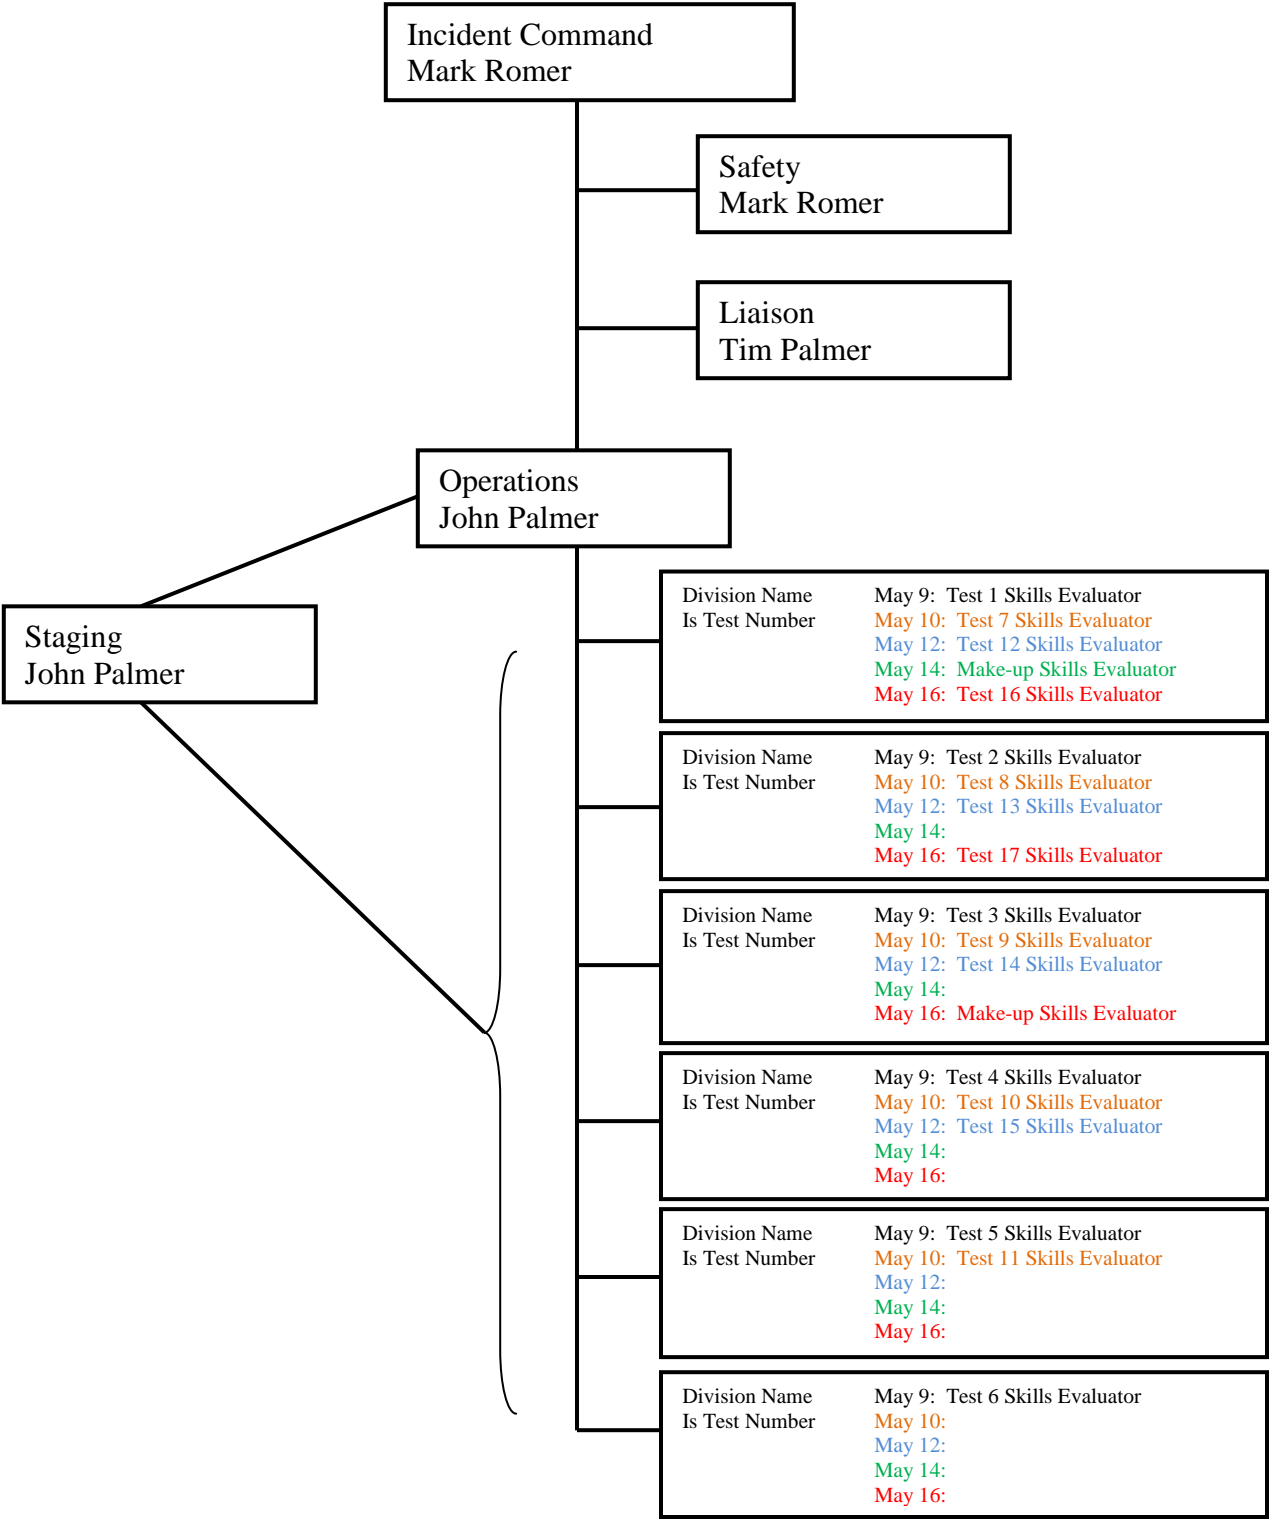 Incident Command
Mark Romer
Safety
Mark Romer
Liaison
Tim Palmer
Operations
John Palmer
Staging
John Palmer
Division Name May 9: Test 1 Skills Evaluator
Is Test Number May 10: Test 7 Skills Evaluator
May 12: Test 12 Skills Evaluator
May 14: Make-up Skills Evaluator
May 16: Test 16 Skills Evaluator
Division Name May 9: Test 2 Skills Evaluator
Is Test Number May 10: Test 8 Skills Evaluator
May 12: Test 13 Skills Evaluator
May 14:
May 16: Test 17 Skills Evaluator
Division Name May 9: Test 3 Skills Evaluator
Is Test Number May 10: Test 9 Skills Evaluator
May 12: Test 14 Skills Evaluator
May 14:
May 16: Make-up Skills Evaluator
Division Name May 9: Test 4 Skills Evaluator
Is Test Number May 10: Test 10 Skills Evaluator
May 12: Test 15 Skills Evaluator
May 14:
May 16:
Division Name May 9: Test 5 Skills Evaluator
Is Test Number May 10: Test 11 Skills Evaluator
May 12:
May 14:
May 16:
Division Name May 9: Test 6 Skills Evaluator
Is Test Number May 10:
May 12:
May 14:
May 16: